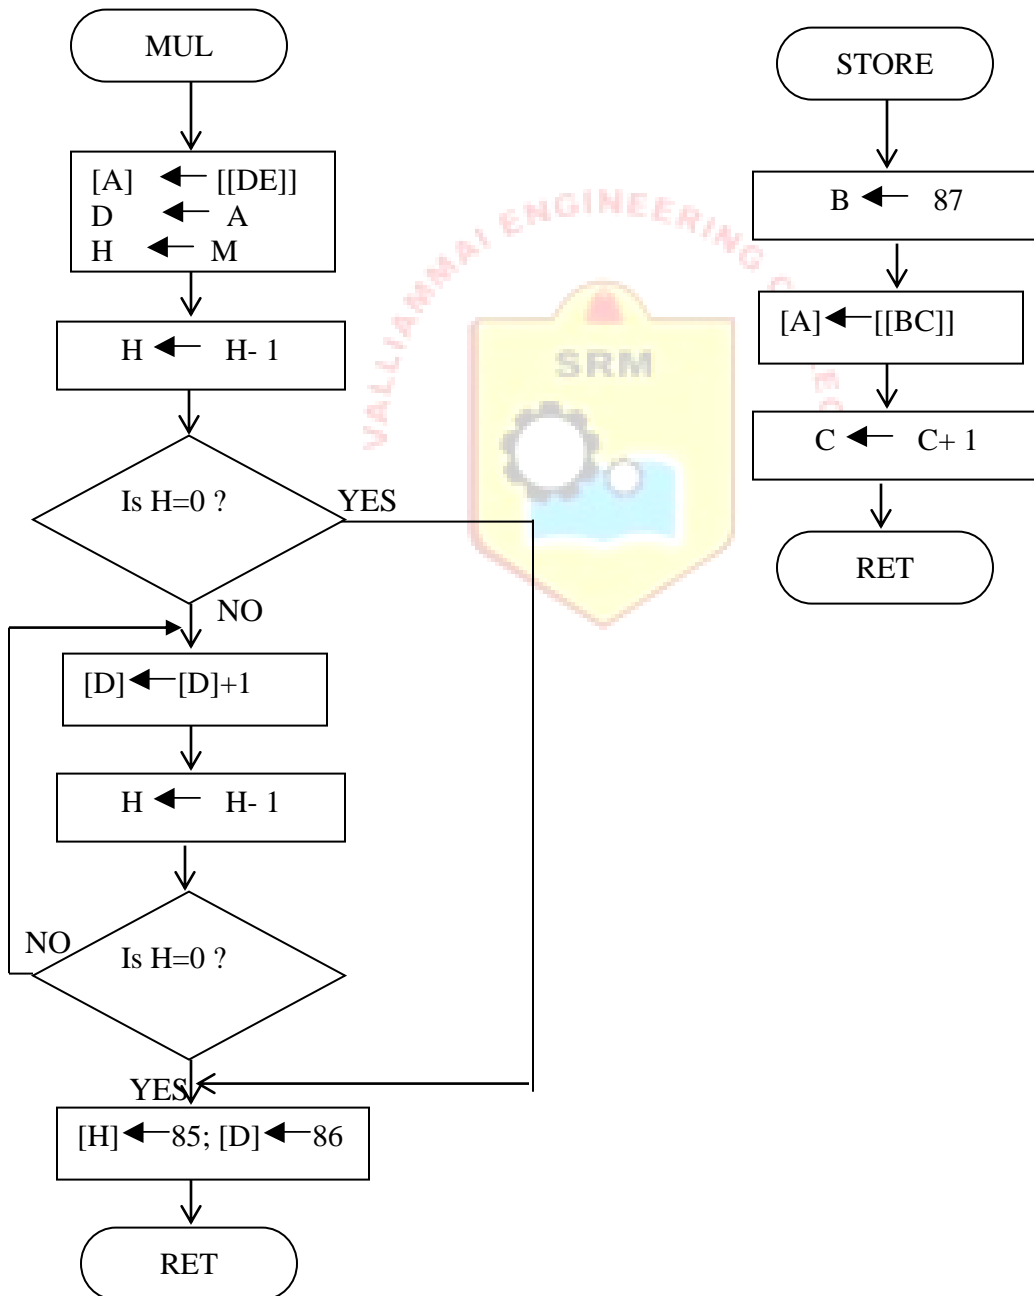 MUL
[A] ← [[DE]]
D ← A
H ← M
H ← H- 1
Is H=0 ?
YES
NO
[D]←[D]+1
H ← H- 1
NO
Is H=0 ?
YES
[H]←85; [D]←86
RET
STORE
B ← 87
[A]←[[BC]]
C ← C+ 1
RET
VALLIAMMAI ENGINEERING
SRM